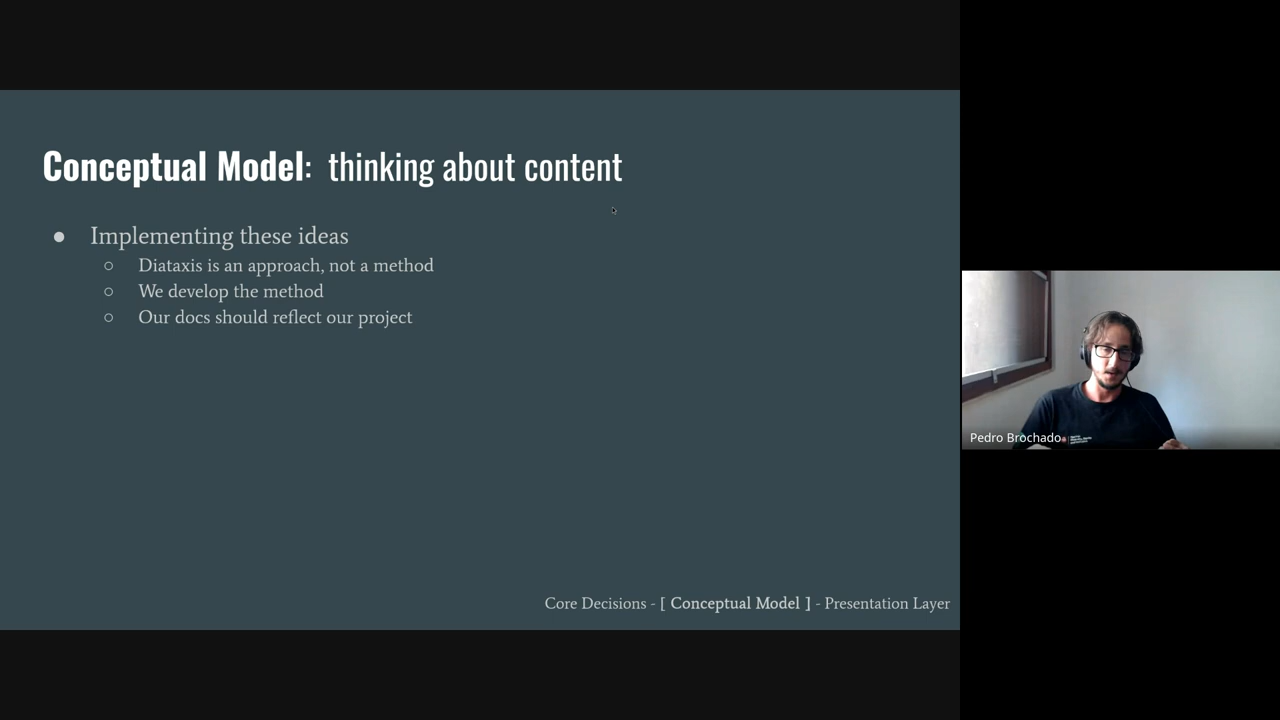 Conceptual Model: thinking about content
● Implementing these ideas
○ Diataxis is an approach, not a method
○ We develop the method
○ Our docs should reflect our project
Core Decisions - [ Conceptual Model ] - Presentation Layer
Pedro Brochado